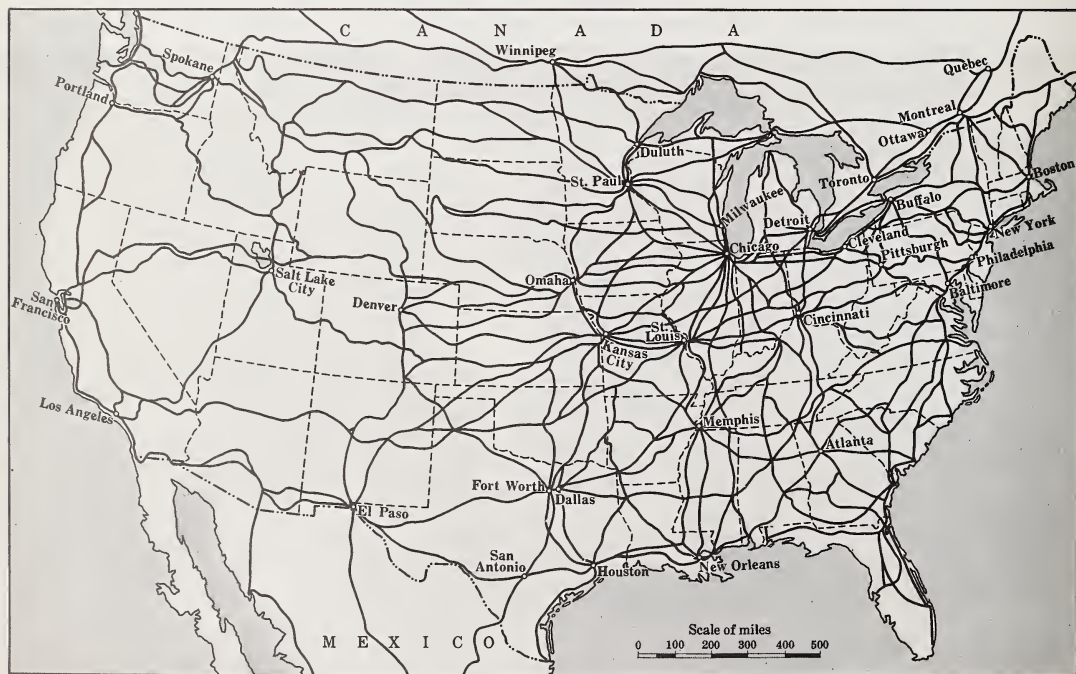 C A N A D A
Winnipeg
Spokane
Quebec
Portland
Montreal
Ottawa
Duluth
St. Paul
Toronto
Boston
Milwaukee
Buffalo
Detroit
New York
Chicago
Cleveland
Pittsburgh
Philadelphia
Salt Lake
City
Omaha
Baltimore
San
Francisco
Denver
Cincinnati
St.
Louis
Kansas
City
Los Angeles
Memphis
Atlanta
Fort Worth
Dallas
El Paso
San
Antonio
Houston
New Orleans
M E X I C O
Scale of miles
0 100 200 300 400 500